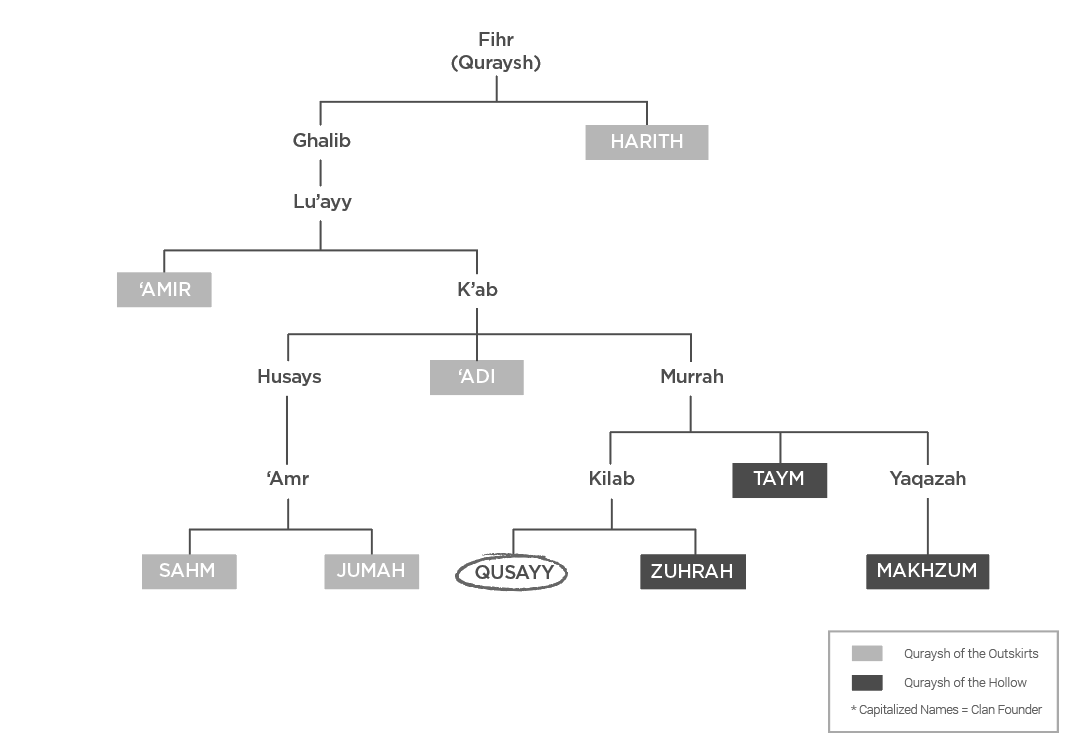 Fihr
(Quraysh)
Ghalib
HARITH
Lu’ayy
‘AMIR
K’ab
Husays
‘ADI
Murrah
‘Amr
Kilab
TAYM
Yaqazah
SAHM
JUMAH
QUSAYY
ZUHRAH
MAKHZUM
Quraysh of the Outskirts
Quraysh of the Hollow
* Capitalized Names = Clan Founder